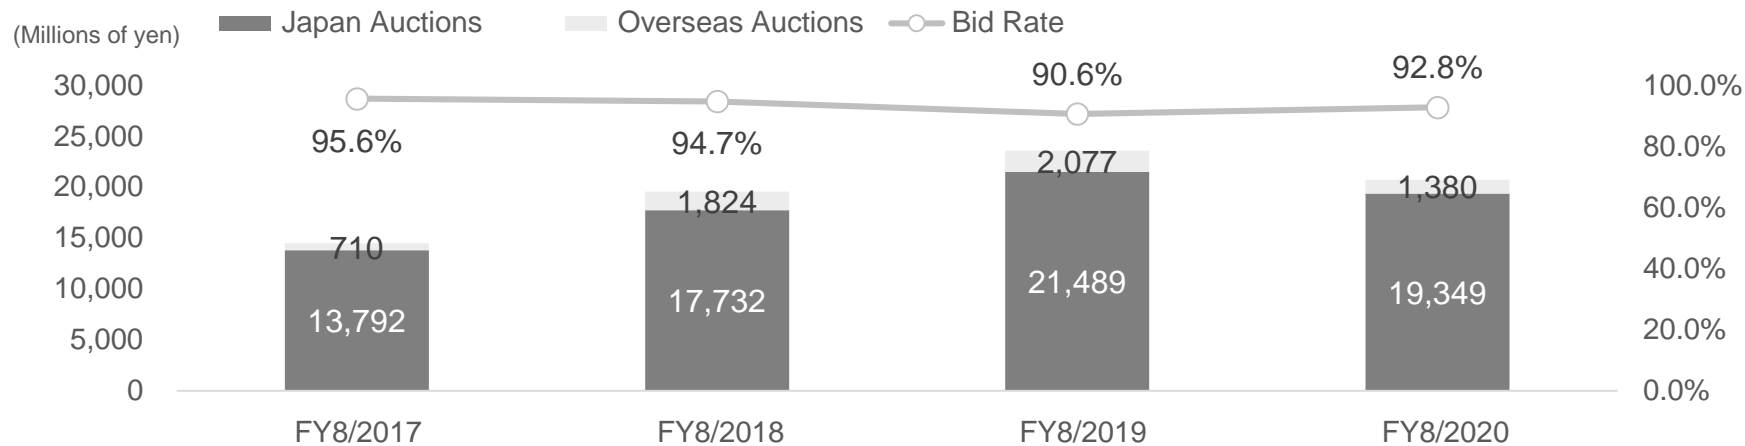 (Millions of yen) Japan Auctions Overseas Auctions Bid Rate
90.6% 92.8%
30,000 100.0%
25,000 95.6% 94.7% 80.0%
2,077
20,000 1,824 1,380 60.0%
15,000 710 40.0%
10,000 13,792 17,732 21,489 19,349
5,000 20.0%
0 0.0%
FY8/2017 FY8/2018 FY8/2019 FY8/2020